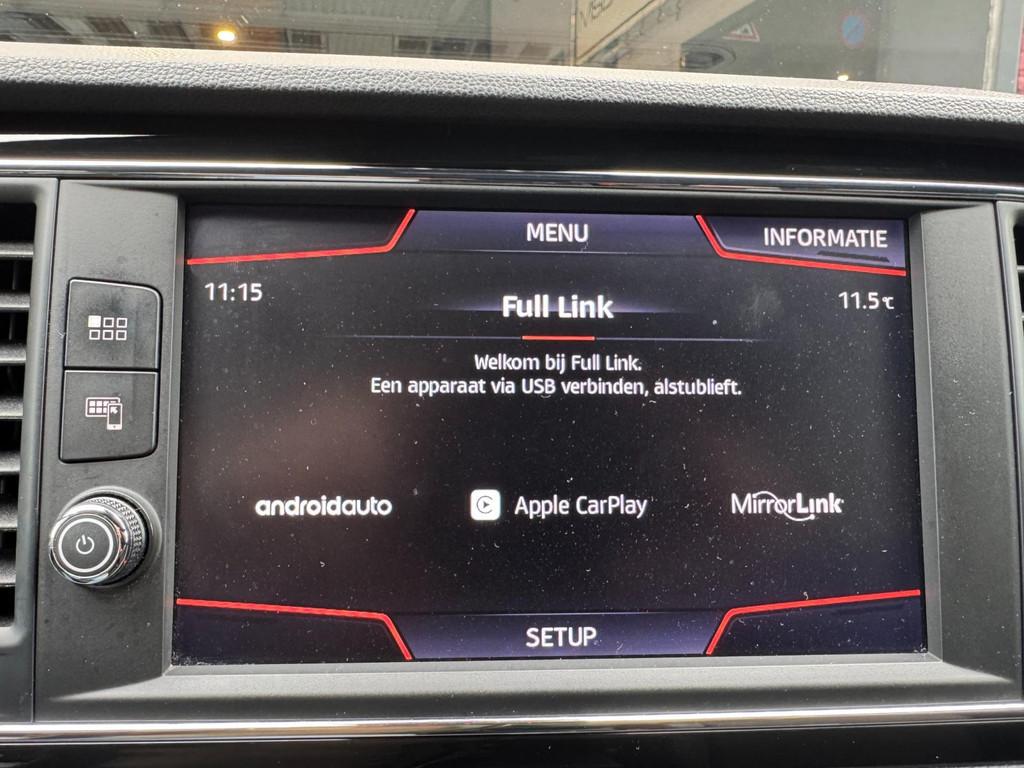 MENU
INFORMATIE
11:15
Full Link
11.5 °C
Welkom bij Full Link.
Een apparaat via USB verbinden, alstublieft.
androidauto
Apple CarPlay
MirrorLink
SETUP